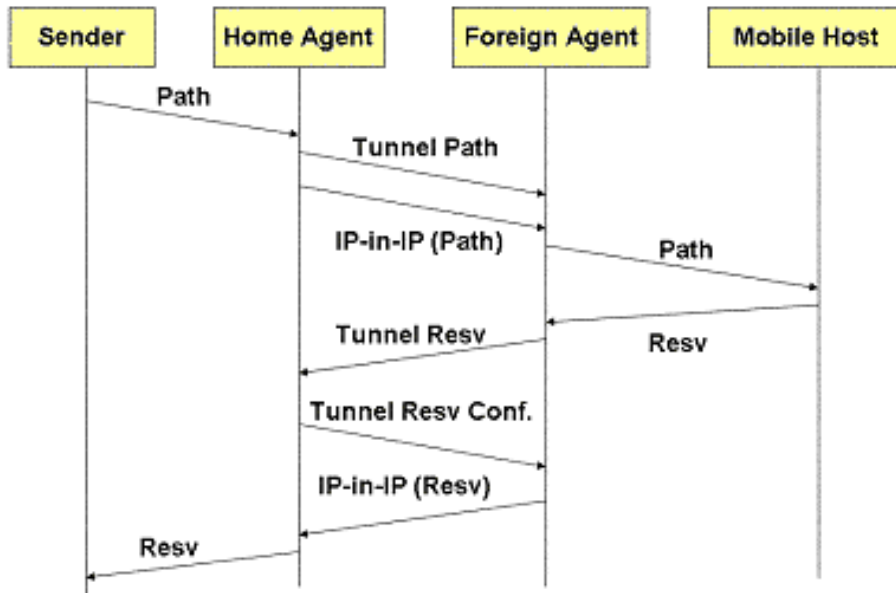 Sender
Home Agent
Foreign Agent
Mobile Host
Path
Tunnel Path
IP-in-IP (Path)
Path
Tunnel Resv
Resv
Tunnel Resv Conf.
IP-in-IP (Resv)
Resv